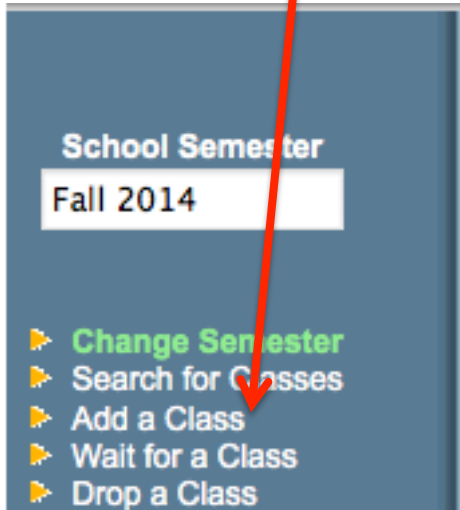 School Semester
Fall 2014
Change Semester
Search for Classes
Add a Class
Wait for a Class
Drop a Class